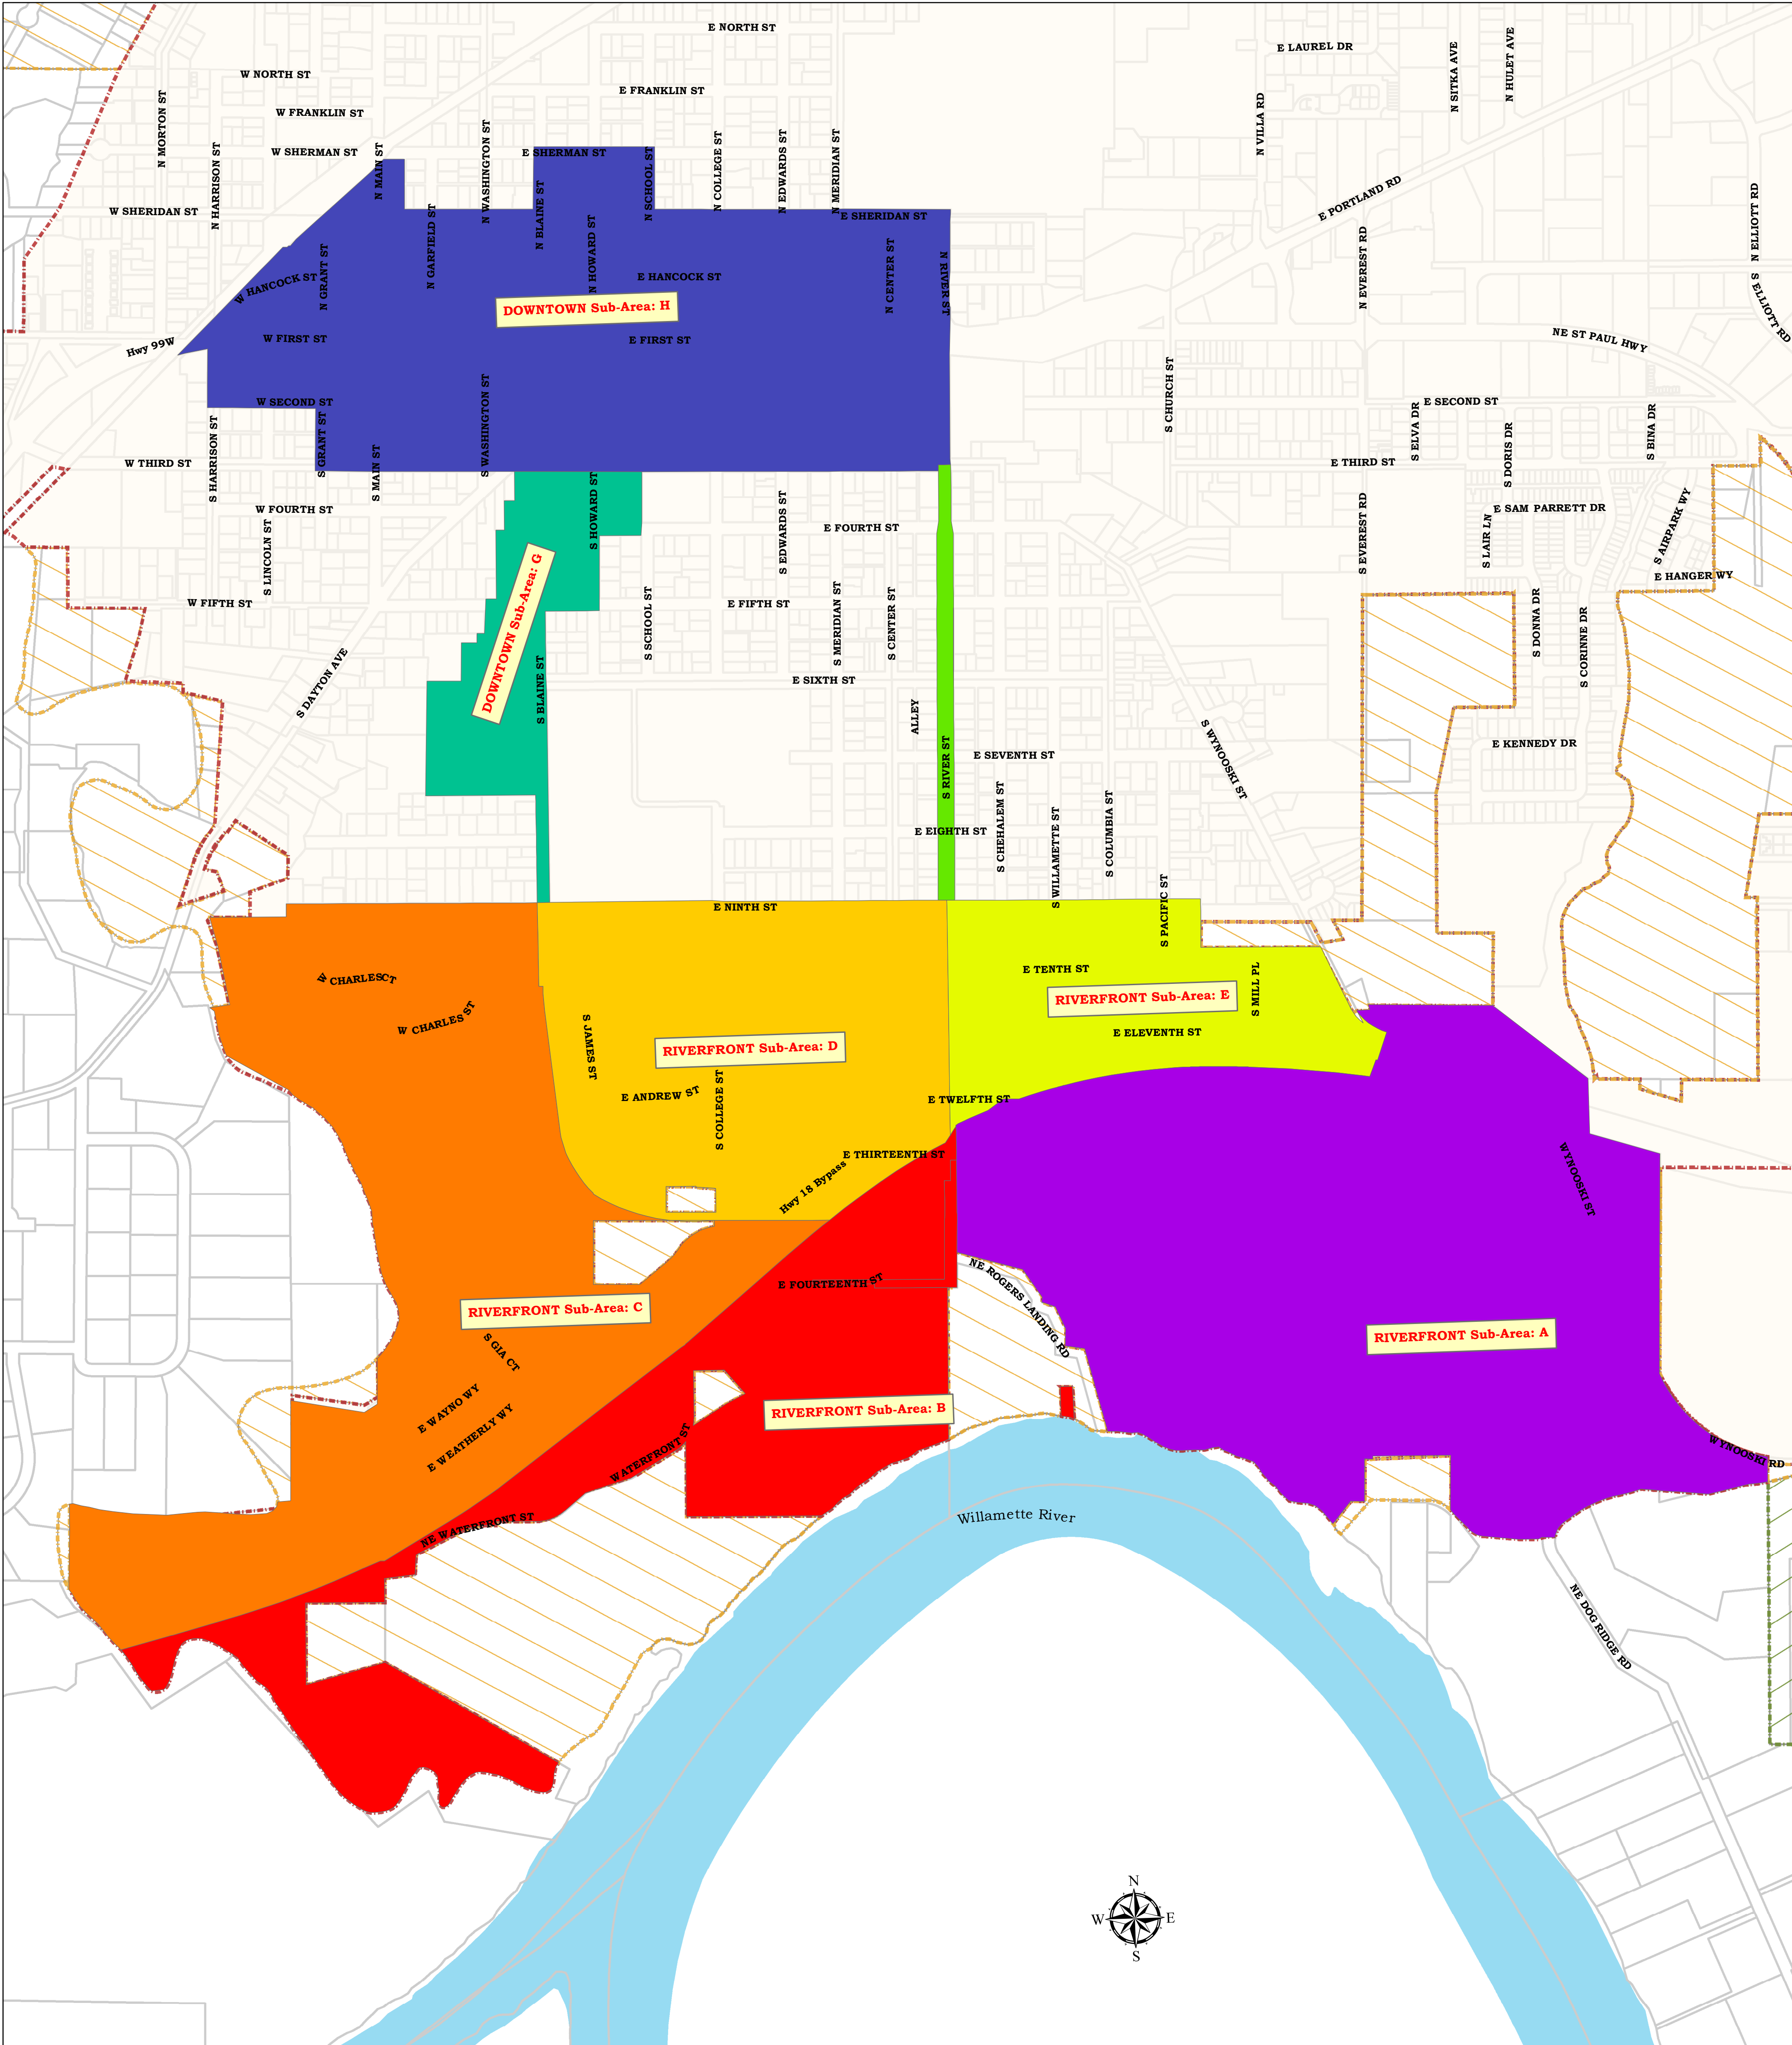 E NORTH ST
E LAUREL DR
N SITKA AVE
N HULET AVE
W NORTH ST
E FRANKLIN ST
N MORTON ST
W FRANKLIN ST
N VILLA RD
W SHERMAN ST
N HARRISON ST
N MAIN ST
N WASHINGTON ST
E SHERMAN ST
N SCHOOL ST
N COLLEGE ST
N EDWARDS ST
N MERIDIAN ST
E PORTLAND RD
N ELLIOTT RD
W SHERIDAN ST
N GARFIELD ST
N BLAINE ST
N HOWARD ST
E SHERIDAN ST
N EVEREST RD
S ELLIOTT RD
W HANCOCK ST
N GRANT ST
E HANCOCK ST
N CENTER ST
N RIVER ST
DOWNTOWN Sub-Area: H
Hwy 99W
W FIRST ST
E FIRST ST
NE ST PAUL HWY
W SECOND ST
S WASHINGTON ST
S CHURCH ST
E SECOND ST
S ELVA DR
S DORIS DR
S BINA DR
W THIRD ST
S HARRISON ST
S GRANT ST
S MAIN ST
E THIRD ST
W FOURTH ST
S LINCOLN ST
S HOWARD ST
S EDWARDS ST
E FOURTH ST
S EVEREST RD
S LAIR LN
E SAM PARRETT DR
S AIRPARK WY
E HANGER WY
W FIFTH ST
DOWNTOWN Sub-Area: G
S SCHOOL ST
E FIFTH ST
S MERIDIAN ST
S CENTER ST
S DONNA DR
S CORINNE DR
S DAYTON AVE
S BLAINE ST
E SIXTH ST
ALLEY
S RIVER ST
E SEVENTH ST
S WYNOOSKI ST
E KENNEDY DR
E EIGHTH ST
S CHEHALEM ST
S WILLAMETTE ST
S COLUMBIA ST
S PACIFIC ST
E NINTH ST
W CHARLES CT
W CHARLES ST
E TENTH ST
S MILL PL
RIVERFRONT Sub-Area: E
S JAMES ST
RIVERFRONT Sub-Area: D
E ELEVENTH ST
E ANDREW ST
S COLLEGE ST
E TWELFTH ST
E THIRTEENTH ST
Hwy 18 Bypass
WYNOOSKI ST
E FOURTEENTH ST
NE ROGERS LANDING RD
RIVERFRONT Sub-Area: C
RIVERFRONT Sub-Area: A
S GIA CT
E WAYNO WY
E WEATHERLY WY
RIVERFRONT Sub-Area: B
WATERFRONT ST
WYNOOSKI RD
NE WATERFRONT ST
Willamette River
NE DOG RIDGE RD
N
W E
S